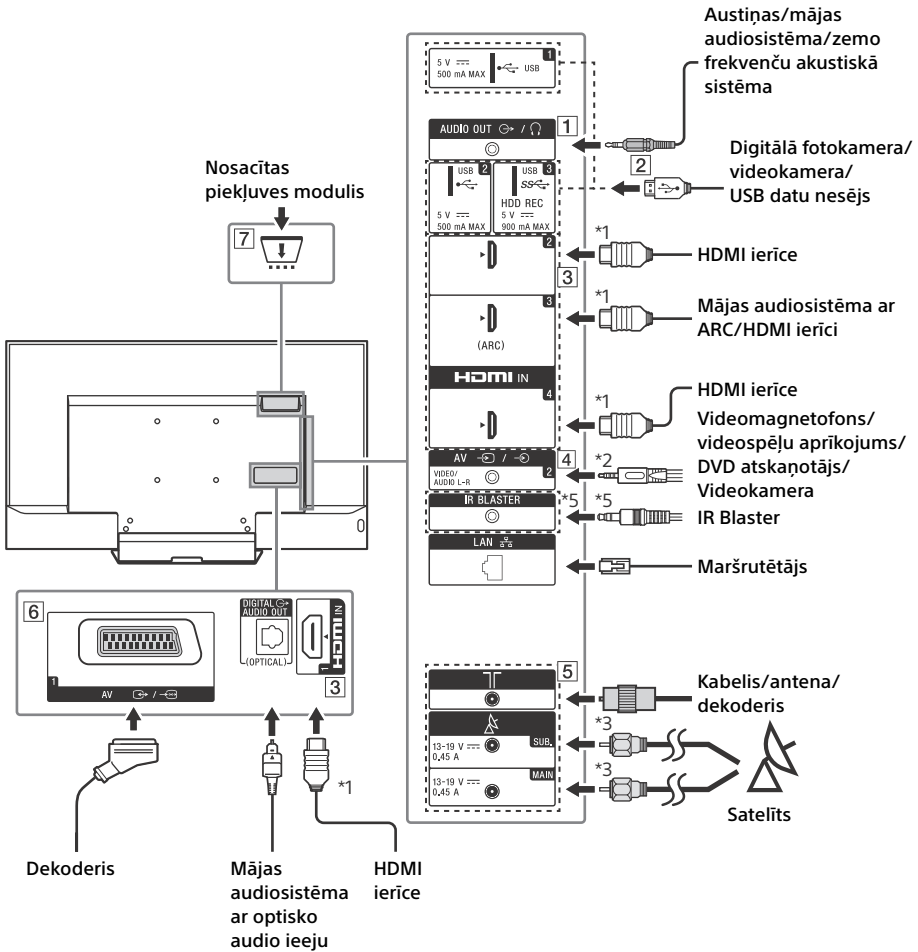 Austiņas/mājas
audiosistēma/zemo
frekvenču akustiskā
sistēma
5 V
500 mA MAX
USB
1
AUDIO OUT /
1
Digitālā fotokamera/
videokamera/
USB datu nesējs
2
USB 2
5 V
500 mA MAX
USB 3
SS
HDD REC
5 V
900 mA MAX
Nosacītas
piekļuves modulis
7
2
*1
HDMI ierīce
3
3
(ARC)
*1
Mājas audiosistēma ar
ARC/HDMI ierīci
HDMI IN
4
*1
HDMI ierīce
AV /
VIDEO/
AUDIO L-R
2
4
*2
Videomagnetofons/
videospēļu aprīkojums/
DVD atskaņotājs/
Videokamera
IR BLASTER
*5
*5
IR Blaster
LAN
Maršrutētājs
6
1
AV /
DIGITAL
AUDIO OUT
(OPTICAL)
HDMI IN
1
3
5
Kabelis/antena/
dekoderis
13-19 V
0.45 A
SUB.
*3
13-19 V
0.45 A
MAIN
*3
Satelīts
*1
Dekoderis
Mājas
audiosistēma
ar optisko
audio ieeju
HDMI
ierīce